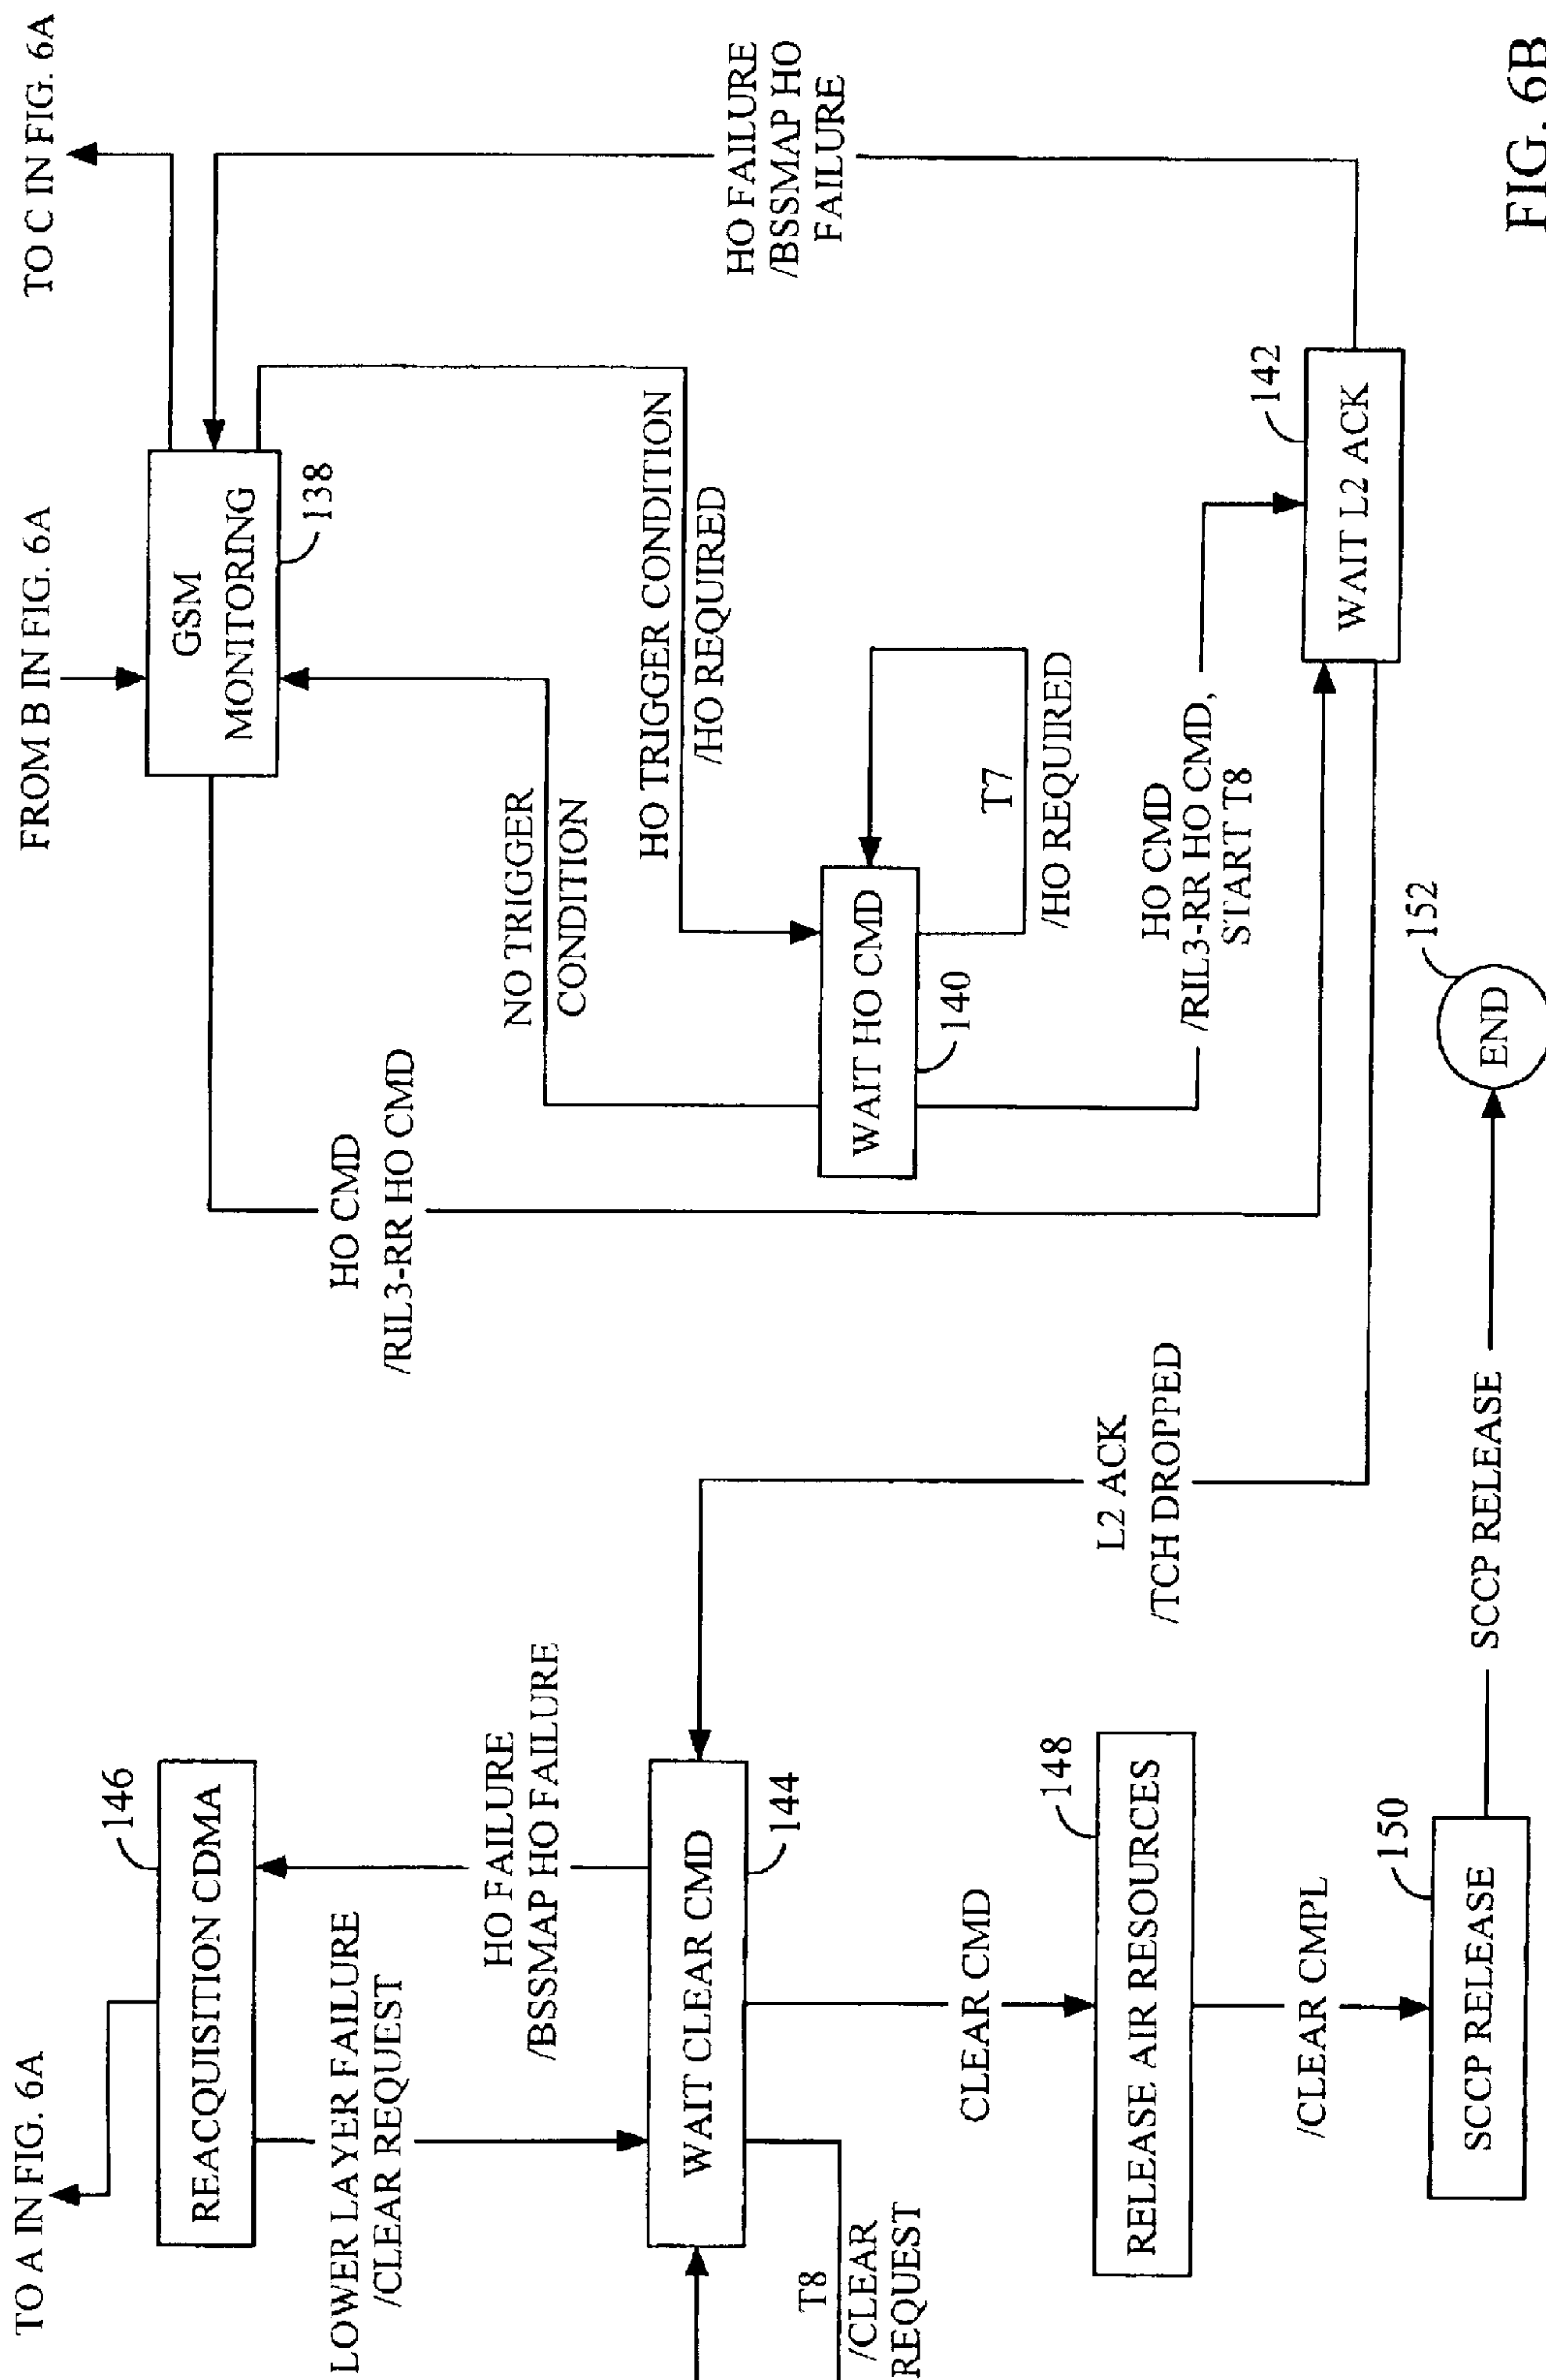 TO A IN FIG. 6A
FROM B IN FIG. 6A
TO C IN FIG. 6A
REACQUISITION CDMA
146
GSM
MONITORING
138
LOWER LAYER FAILURE
/CLEAR REQUEST
HO FAILURE
/BSSMAP HO FAILURE
HO CMD
/RIL3-RR HO CMD
NO TRIGGER
CONDITION
HO TRIGGER CONDITION
/HO REQUIRED
HO FAILURE
/BSSMAP HO
FAILURE
WAIT CLEAR CMD
144
T8
/CLEAR
REQUEST
WAIT HO CMD
140
T7
/HO REQUIRED
CLEAR CMD
L2 ACK
/TCH DROPPED
HO CMD
/RIL3-RR HO CMD,
START T8
RELEASE AIR RESOURCES
148
WAIT L2 ACK
142
/CLEAR CMPL
SCCP RELEASE
150
SCCP RELEASE
END
152
FIG. 6B